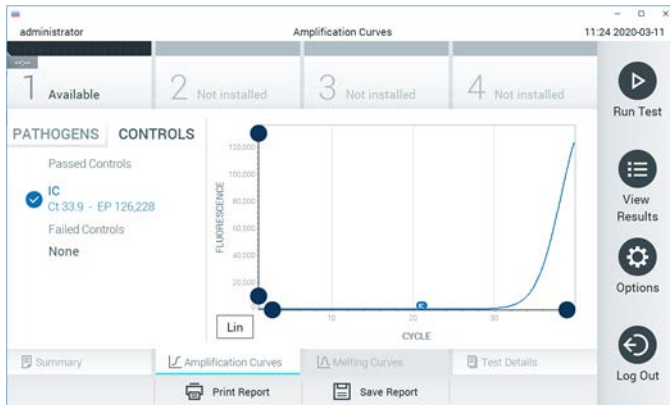 administrator
Amplification Curves
11:24 2020-03-11
1 Available
2 Not installed
3 Not installed
4 Not installed
Run Test
PATHOGENS CONTROLS
Passed Controls
IC
Ct 33.9 - EP 126,228
Failed Controls
None
FLUORESCENCE
120,000
100,000
80,000
60,000
40,000
20,000
10 20 30
CYCLE
Lin
View
Results
Options
Log Out
Summary
Amplification Curves
Melting Curves
Test Details
Print Report
Save Report